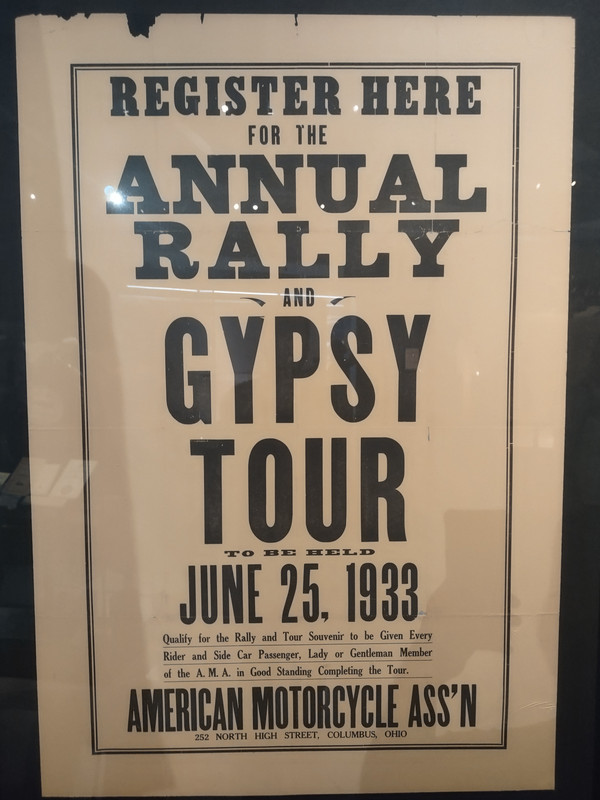 REGISTER HERE
FOR THE
ANNUAL
RALLY
AND
GYPSY
TOUR
TO BE HELD
JUNE 25, 1933
Qualify for the Rally and Tour Souvenir to be Given Every
Rider and Side Car Passenger, Lady or Gentleman Member
of the A. M. A. in Good Standing Completing the Tour.
AMERICAN MOTORCYCLE ASS'N
252 NORTH HIGH STREET, COLUMBUS, OHIO